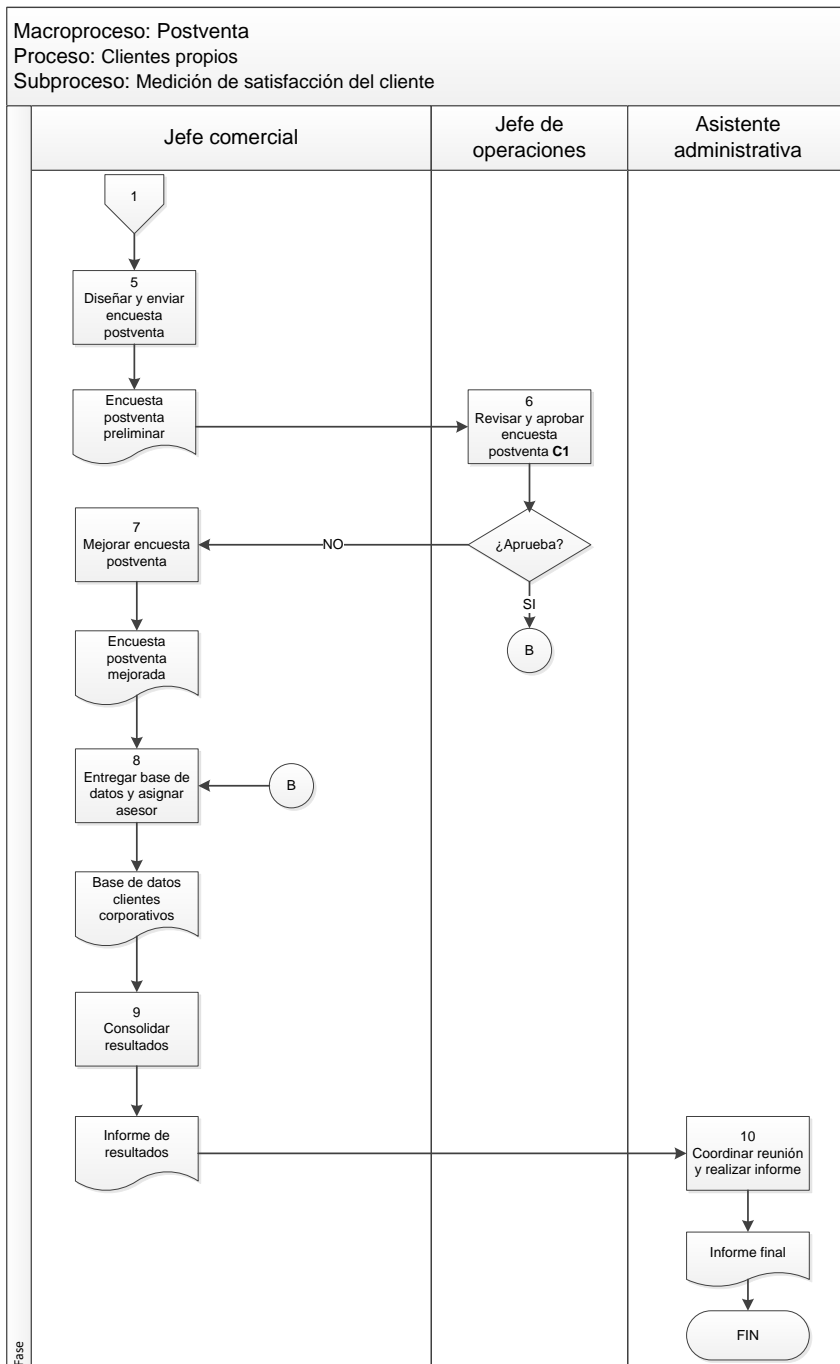 Macroproceso: Postventa
Proceso: Clientes propios
Subproceso: Medición de satisfacción del cliente
Jefe comercial
Jefe de
operaciones
Asistente
administrativa
1
5
Diseñar y enviar
encuesta
postventa
Encuesta
postventa
preliminar
6
Revisar y aprobar
encuesta
postventa C1
7
Mejorar encuesta
postventa
NO
¿Aprueba?
SI
B
Encuesta
postventa
mejorada
8
Entregar base de
datos y asignar
asesor
B
Base de datos
clientes
corporativos
9
Consolidar
resultados
Informe de
resultados
10
Coordinar reunión
y realizar informe
Informe final
FIN
Fase